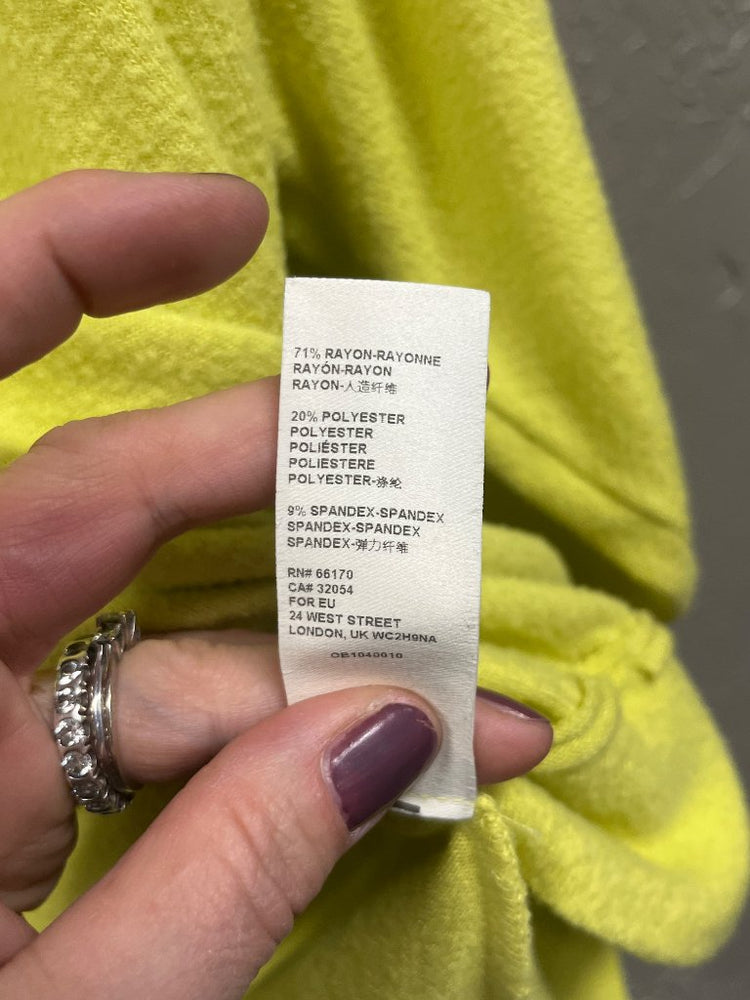 71% RAYON-RAYONNE
RAYÓN-RAYON
RAYON-人造纤维
20% POLYESTER
POLYESTER
POLIÉSTER
POLIESTERE
POLYESTER-涤纶
9% SPANDEX-SPANDEX
SPANDEX-SPANDEX
SPANDEX-弹力纤维
RN# 66170
CA# 32054
FOR EU
24 WEST STREET
LONDON, UK WC2H9NA
OB1040010